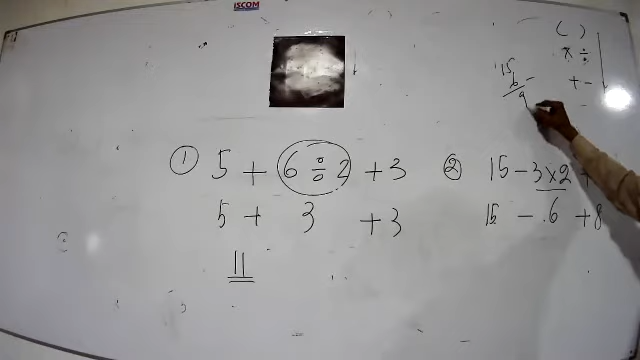 ISCOM
( )
× ÷
+ -
15
6 -
9
① 5 + 6 ÷ 2 + 3
5 + 3 + 3
11
② 15 - 3 × 2 +
15 - 6 + 8